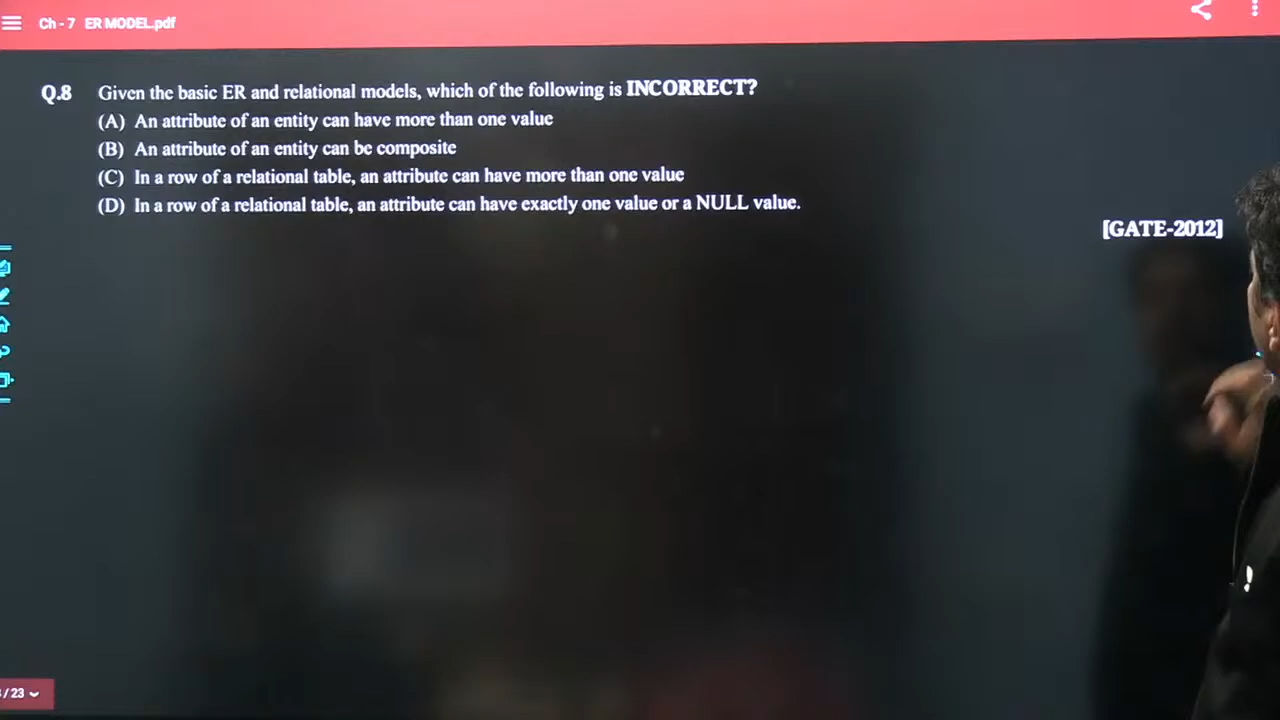 Ch - 7 ER MODEL.pdf
Q.8 Given the basic ER and relational models, which of the following is INCORRECT?
(A) An attribute of an entity can have more than one value
(B) An attribute of an entity can be composite
(C) In a row of a relational table, an attribute can have more than one value
(D) In a row of a relational table, an attribute can have exactly one value or a NULL value.
[GATE-2012]
/ 23